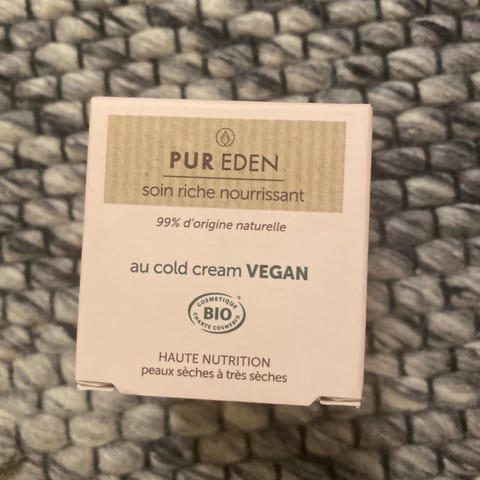 PUR EDEN
soin riche nourrissant
99% d'origine naturelle
au cold cream VEGAN
COSMETIQUE
BIO
CHARTE COSMEBIO
HAUTE NUTRITION
peaux sèches à très sèches